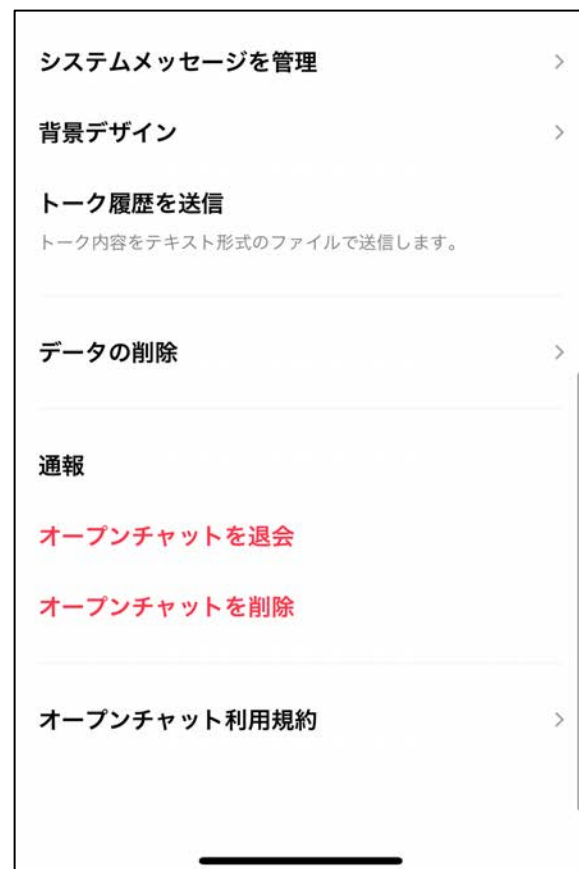 システムメッセージを管理
背景デザイン
トーク履歴を送信
トーク内容をテキスト形式のファイルで送信します。
データの削除
通報
オープンチャットを退会
オープンチャットを削除
オープンチャット利用規約